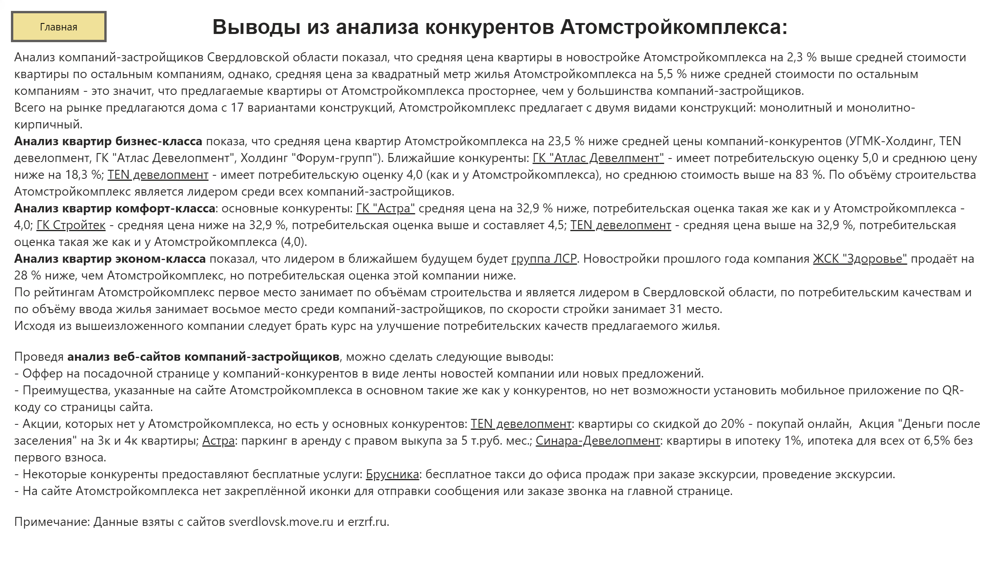 Главная
Выводы из анализа конкурентов Атомстройкомплекса:
Анализ компаний-застройщиков Свердловской области показал, что средняя цена квартиры в новостройке Атомстройкомплекса на 2,3 % выше средней стоимости
квартиры по остальным компаниям, однако, средняя цена за квадратный метр жилья Атомстройкомплекса на 5,5 % ниже средней стоимости по остальным
компаниям - это значит, что предлагаемые квартиры от Атомстройкомплекса просторнее, чем у большинства компаний-застройщиков.
Всего на рынке предлагаются дома с 17 вариантами конструкций, Атомстройкомплекс предлагает с двумя видами конструкций: монолитный и монолитно-
кирпичный.
Анализ квартир бизнес-класса показа, что средняя цена квартир Атомстройкомплекса на 23,5 % ниже средней цены компаний-конкурентов (УГМК-Холдинг, TEN
девелопмент, ГК "Атлас Девелопмент", Холдинг "Форум-групп"). Ближайшие конкуренты: ГК "Атлас Девелпмент" - имеет потребительскую оценку 5,0 и среднюю цену
ниже на 18,3 %; TEN девелопмент - имеет потребительскую оценку 4,0 (как и у Атомстройкомплекса), но среднюю стоимость выше на 83 %. По объёму строительства
Атомстройкомплекс является лидером среди всех компаний-застройщиков.
Анализ квартир комфорт-класса: основные конкуренты: ГК "Астра" средняя цена на 32,9 % ниже, потребительская оценка такая же как и у Атомстройкомплекса -
4,0; ГК Стройтек - средняя цена ниже на 32,9 %, потребительская оценка выше и составляет 4,5; TEN девелопмент - средняя цена выше на 32,9 %, потребительская
оценка такая же как и у Атомстройкомплекса (4,0).
Анализ квартир эконом-класса показал, что лидером в ближайшем будущем будет группа ЛСР. Новостройки прошлого года компания ЖСК "Здоровье" продаёт на
28 % ниже, чем Атомстройкомплекс, но потребительская оценка этой компании ниже.
По рейтингам Атомстройкомплекс первое место занимает по объёмам строительства и является лидером в Свердловской области, по потребительским качествам и
по объёму ввода жилья занимает восьмое место среди компаний-застройщиков, по скорости стройки занимает 31 место.
Исходя из вышеизложенного компании следует брать курс на улучшение потребительских качеств предлагаемого жилья.
Проведя анализ веб-сайтов компаний-застройщиков, можно сделать следующие выводы:
- Оффер на посадочной странице у компаний-конкурентов в виде ленты новостей компании или новых предложений.
- Преимущества, указанные на сайте Атомстройкомплекса в основном такие же как у конкурентов, но нет возможности установить мобильное приложение по QR-
коду со страницы сайта.
- Акции, которых нет у Атомстройкомплекса, но есть у основных конкурентов: TEN девелопмент: квартиры со скидкой до 20% - покупай онлайн,  Акция "Деньги после
заселения" на 3к и 4к квартиры; Астра: паркинг в аренду с правом выкупа за 5 т.руб. мес.; Синара-Девелопмент: квартиры в ипотеку 1%, ипотека для всех от 6,5% без
первого взноса.
- Некоторые конкуренты предоставляют бесплатные услуги: Брусника: бесплатное такси до офиса продаж при заказе экскурсии, проведение экскурсии.
- На сайте Атомстройкомплекса нет закреплённой иконки для отправки сообщения или заказе звонка на главной странице.
Примечание: Данные взяты с сайтов sverdlovsk.move.ru и erzrf.ru.